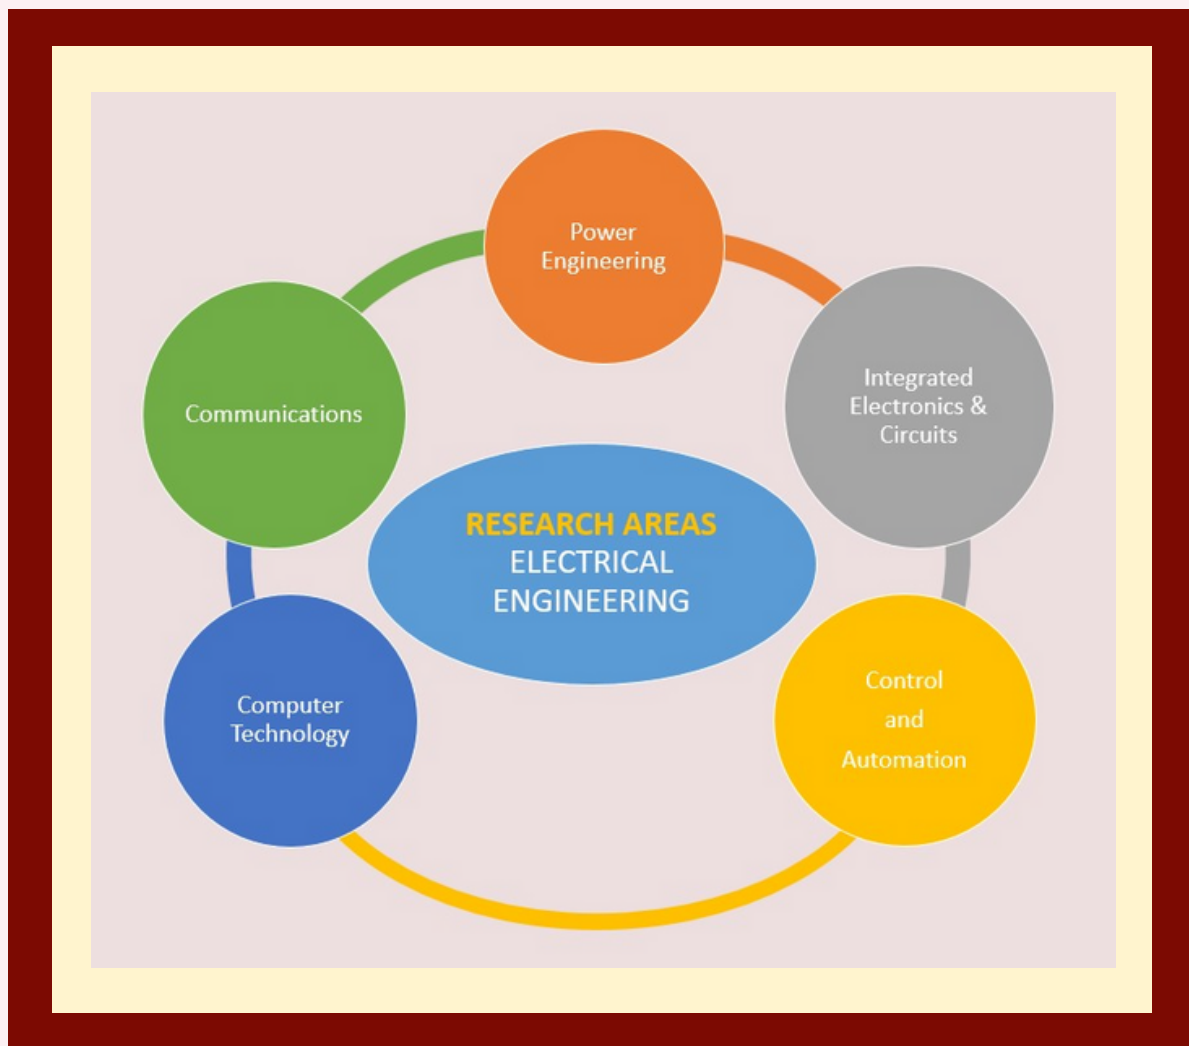 Power
Engineering
Integrated
Electronics &
Circuits
Communications
RESEARCH AREAS
ELECTRICAL
ENGINEERING
Control
and
Automation
Computer
Technology